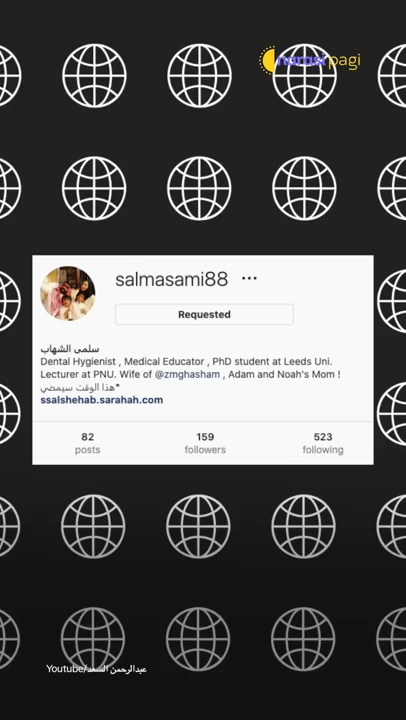 narasi pagi
salmasami88 •••
Requested
سلمى الشهاب
Dental Hygienist , Medical Educator , PhD student at Leeds Uni.
Lecturer at PNU. Wife of @zmghasham , Adam and Noah's Mom !
هذا الوقت سيمضي*
ssalshehab.sarahah.com
82 159 523
posts followers following
Youtube/عبدالرحمن السعد